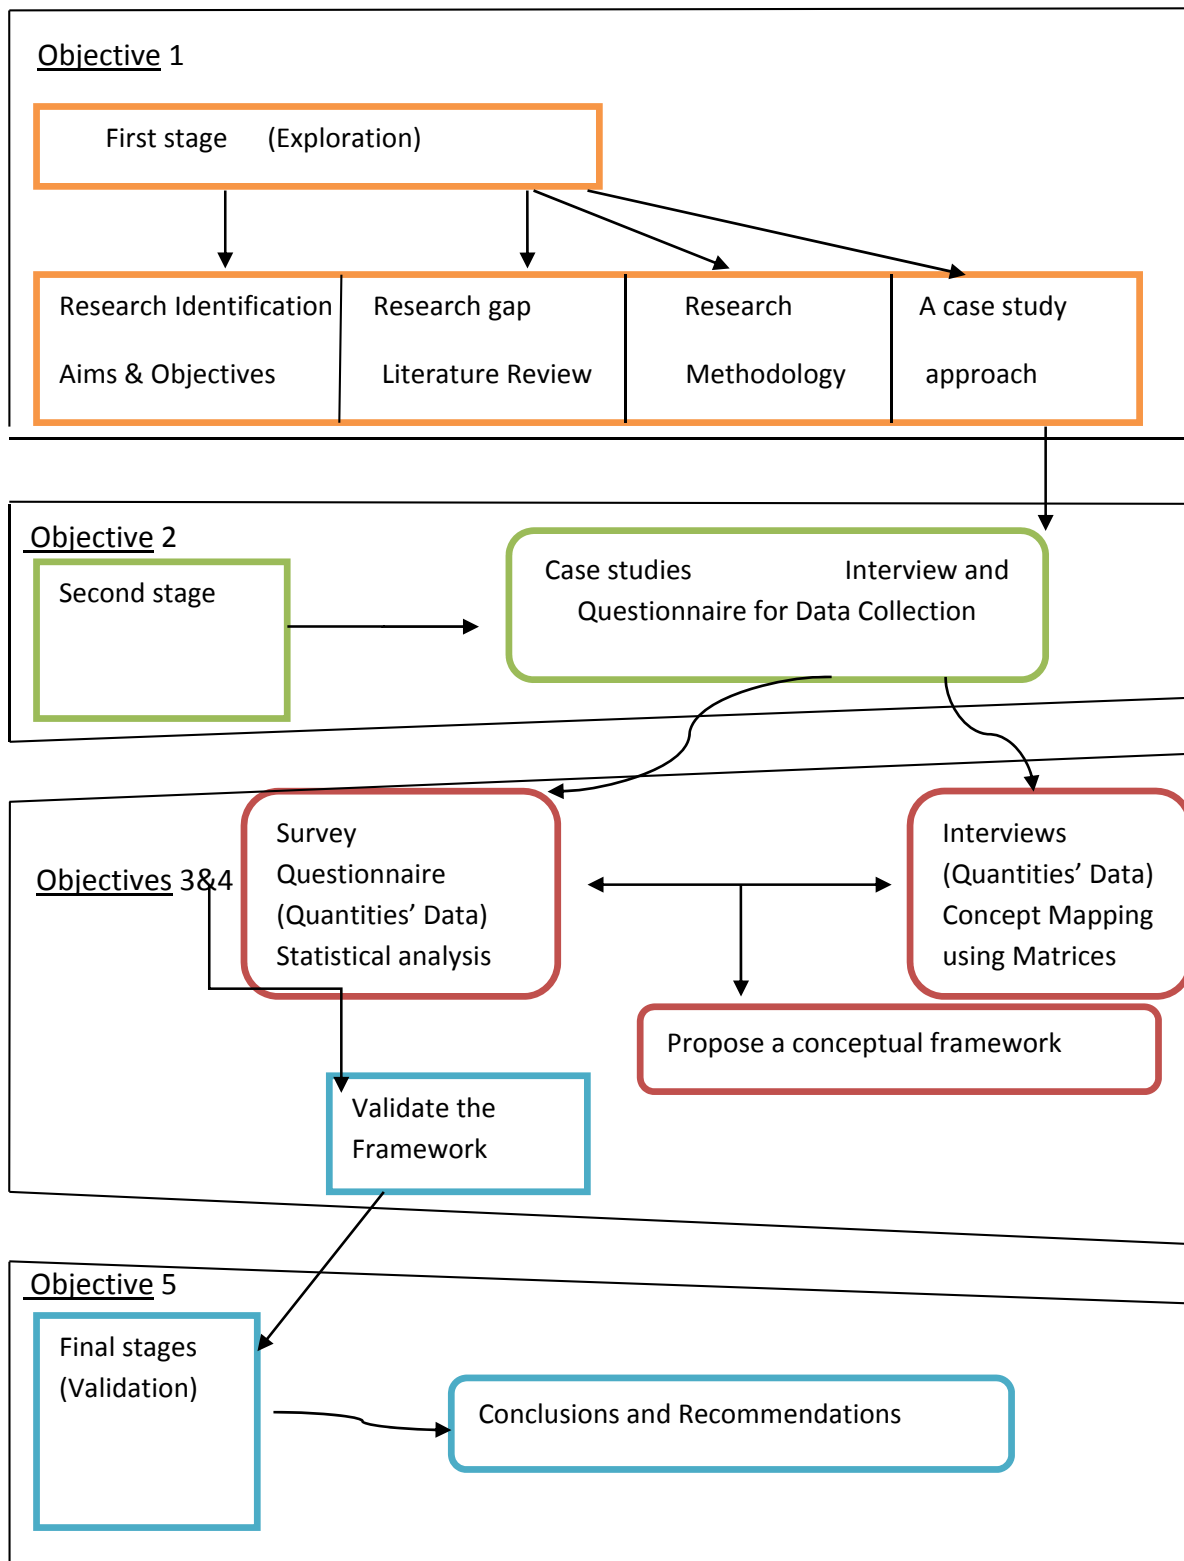 Objective 1
First stage (Exploration)
Research Identification
Aims & Objectives
Research gap
Literature Review
Research
Methodology
A case study
approach
Objective 2
Second stage
Case studies Interview and
Questionnaire for Data Collection
Objectives 3&4
Survey
Questionnaire
(Quantities’ Data)
Statistical analysis
Interviews
(Quantities’ Data)
Concept Mapping
using Matrices
Propose a conceptual framework
Validate the
Framework
Objective 5
Final stages
(Validation)
Conclusions and Recommendations